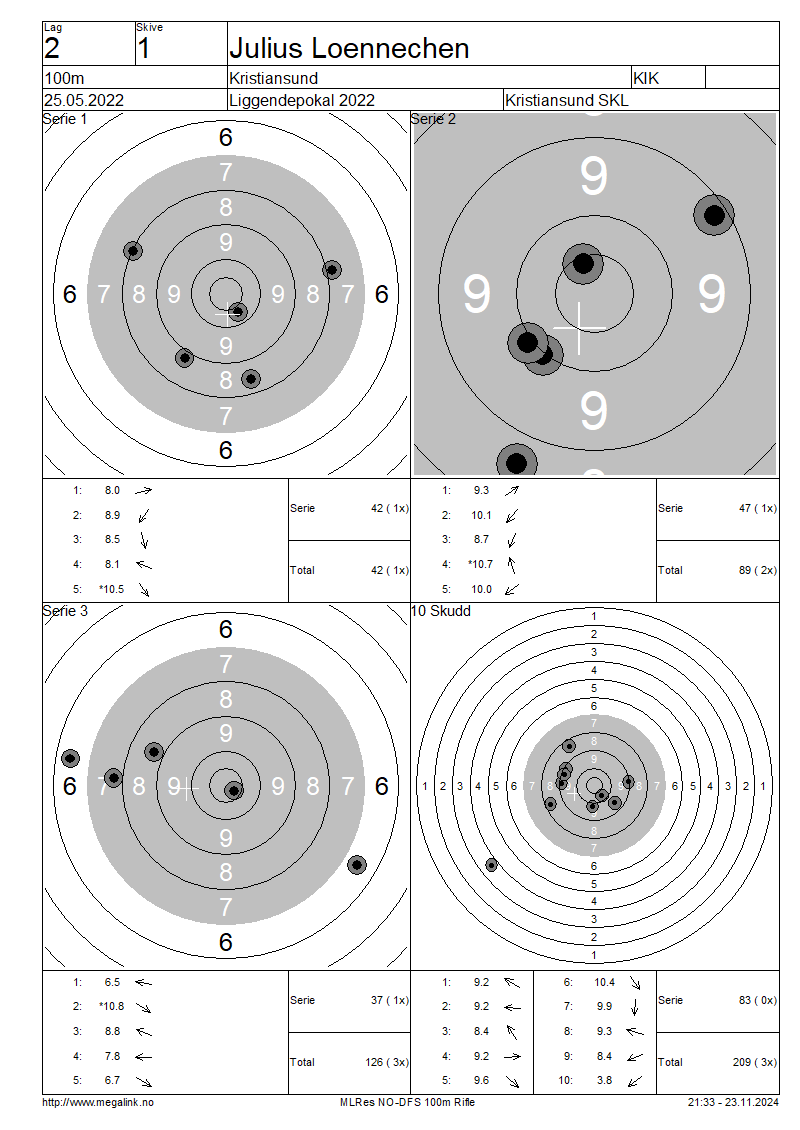 Lag Skive
2 1 Julius Loennechen
100m Kristiansund KIK
25.05.2022 Liggendepokal 2022 Kristiansund SKL
Serie 1
6
7
8
9
6 7 8 9 9 8 7 6
9
8
7
6
Serie 2
9
9 9
9
1: 8.0
2: 8.9
3: 8.5
4: 8.1
5: *10.5
Serie 42 ( 1x)
Total 42 ( 1x)
1: 9.3
2: 10.1
3: 8.7
4: *10.7
5: 10.0
Serie 47 ( 1x)
Total 89 ( 2x)
Serie 3
6
7
8
9
6 7 8 9 9 8 7 6
9
8
7
6
10 Skudd
1
2
3
4
5
6
7
8
9
1 2 3 4 5 6 7 8 9 9 8 7 6 5 4 3 2 1
9
8
7
6
5
4
3
2
1
1: 6.5
2: *10.8
3: 8.8
4: 7.8
5: 6.7
Serie 37 ( 1x)
Total 126 ( 3x)
1: 9.2 6: 10.4
2: 9.2 7: 9.9
3: 8.4 8: 9.3
4: 9.2 9: 8.4
5: 9.6 10: 3.8
Serie 83 ( 0x)
Total 209 ( 3x)
http://www.megalink.no MLRes NO-DFS 100m Rifle 21:33 - 23.11.2024